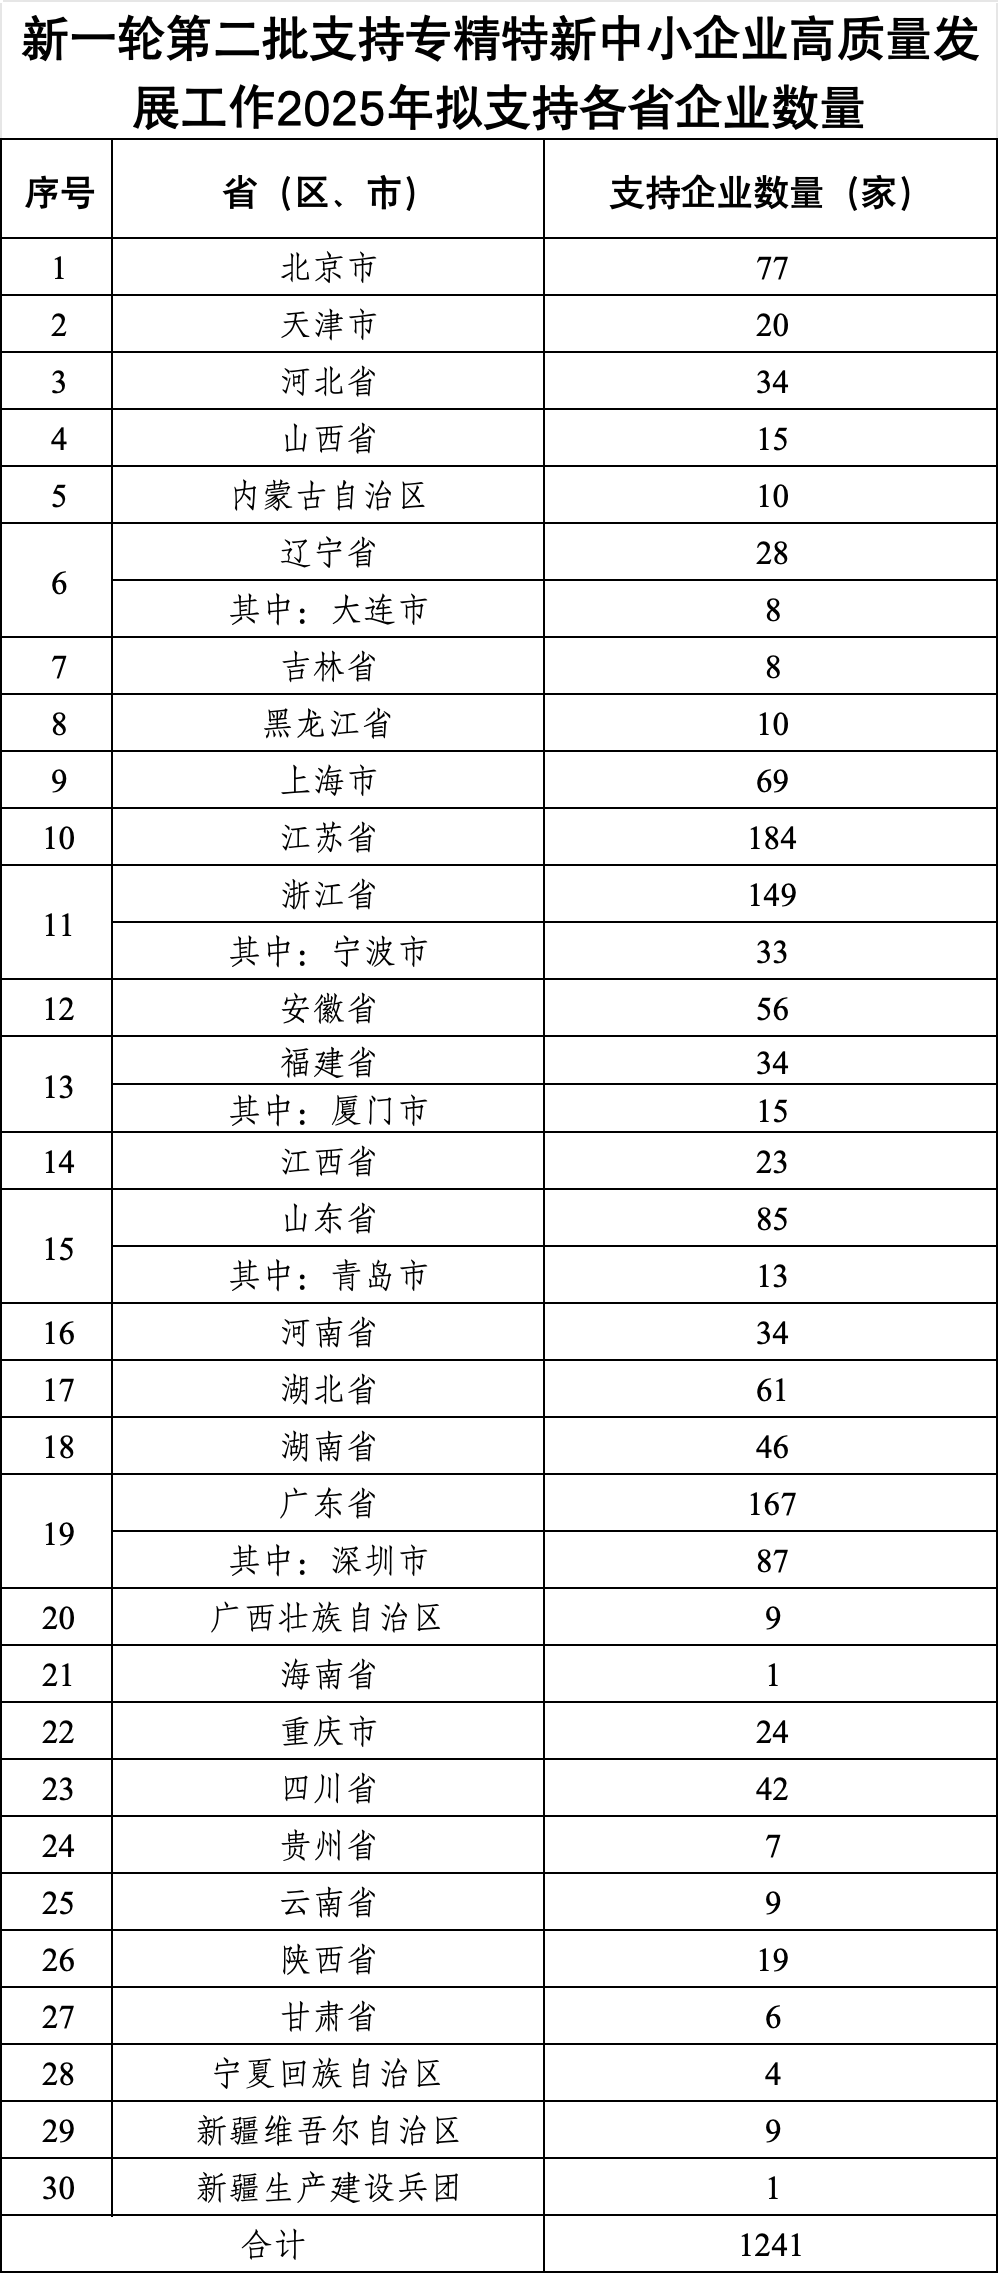 新一轮第二批支持专精特新中小企业高质量发
展工作2025年拟支持各省企业数量
序号 省（区、市） 支持企业数量（家）
1 北京市 77
2 天津市 20
3 河北省 34
4 山西省 15
5 内蒙古自治区 10
6 辽宁省 28
其中：大连市 8
7 吉林省 8
8 黑龙江省 10
9 上海市 69
10 江苏省 184
11 浙江省 149
其中：宁波市 33
12 安徽省 56
13 福建省 34
其中：厦门市 15
14 江西省 23
15 山东省 85
其中：青岛市 13
16 河南省 34
17 湖北省 61
18 湖南省 46
19 广东省 167
其中：深圳市 87
20 广西壮族自治区 9
21 海南省 1
22 重庆市 24
23 四川省 42
24 贵州省 7
25 云南省 9
26 陕西省 19
27 甘肃省 6
28 宁夏回族自治区 4
29 新疆维吾尔自治区 9
30 新疆生产建设兵团 1
合计 1241